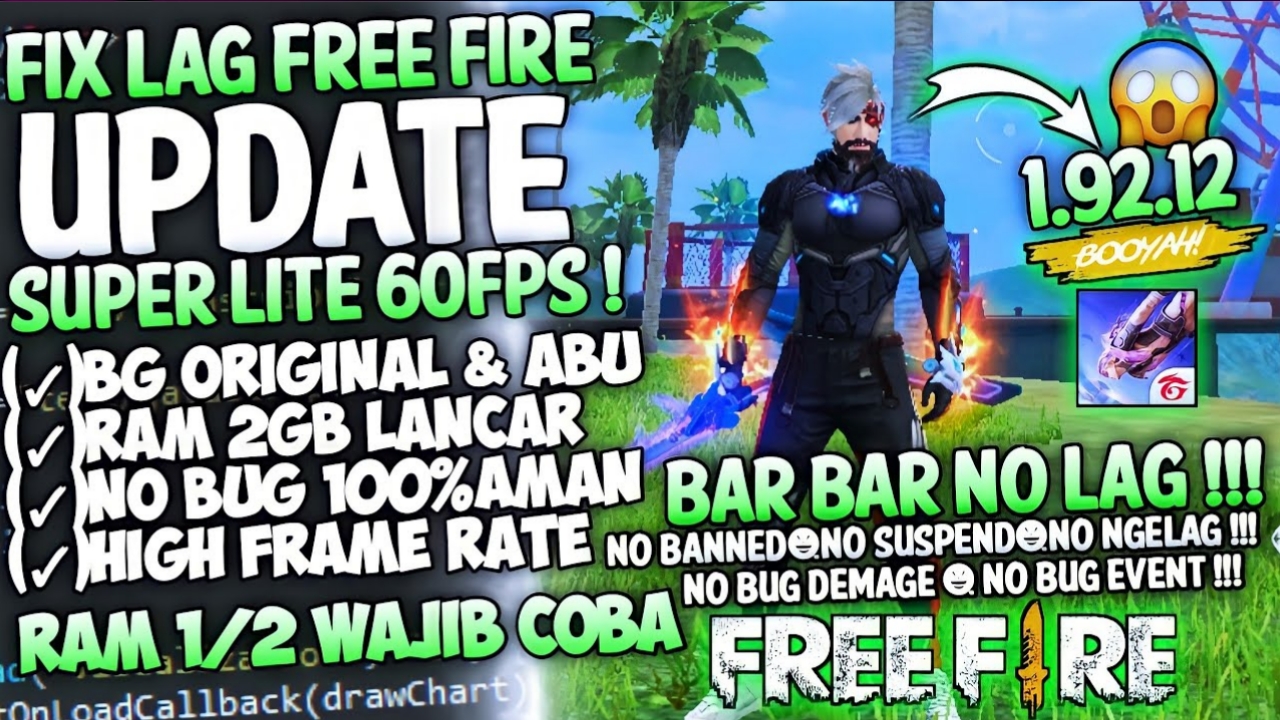 FIX LAG FREE FIRE
UPDATE
SUPER LITE 60FPS !
(✓) BG ORIGINAL & ABU
(✓) RAM 2GB LANCAR
(✓) NO BUG 100% AMAN
(✓) HIGH FRAME RATE
RAM 1/2 WAJIB COBA
OnLoadCallback(drawChart)
1.92.12
BOOYAH!
BAR BAR NO LAG !!!
NO BANNED😃NO SUSPEND😃NO NGELAG !!!
NO BUG DEMAGE 😃 NO BUG EVENT !!!
FREE FIRE